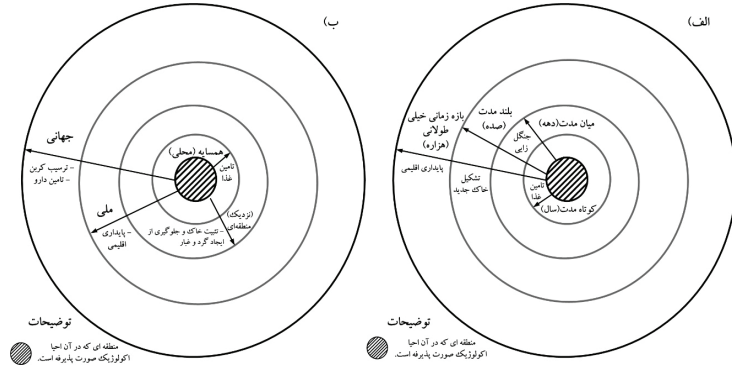 الف)
میان مدت(دهه)
بلند مدت
(صده)
بازه زمانی خیلی
طولانی
(هزاره)
جنگل
زایی
پایداری اقلیمی
تشکیل
خاک جدید
تامین
غذا
کوتاه مدت(سال)
توضیحات
منطقه ای که در آن احیا
اکولوژیک صورت پذیرفه است.
ب)
جهانی
- ترسیب کربن
- تامین دارو
همسایه (محلی)
تامین
غذا
ملی
- پایداری
اقلیمی
(نزدیک)
منطقه‌ای
- تثبیت خاک و جلوگیری از
ایجاد گرد و غبار
توضیحات
منطقه ای که در آن احیا
اکولوژیک صورت پذیرفه است.